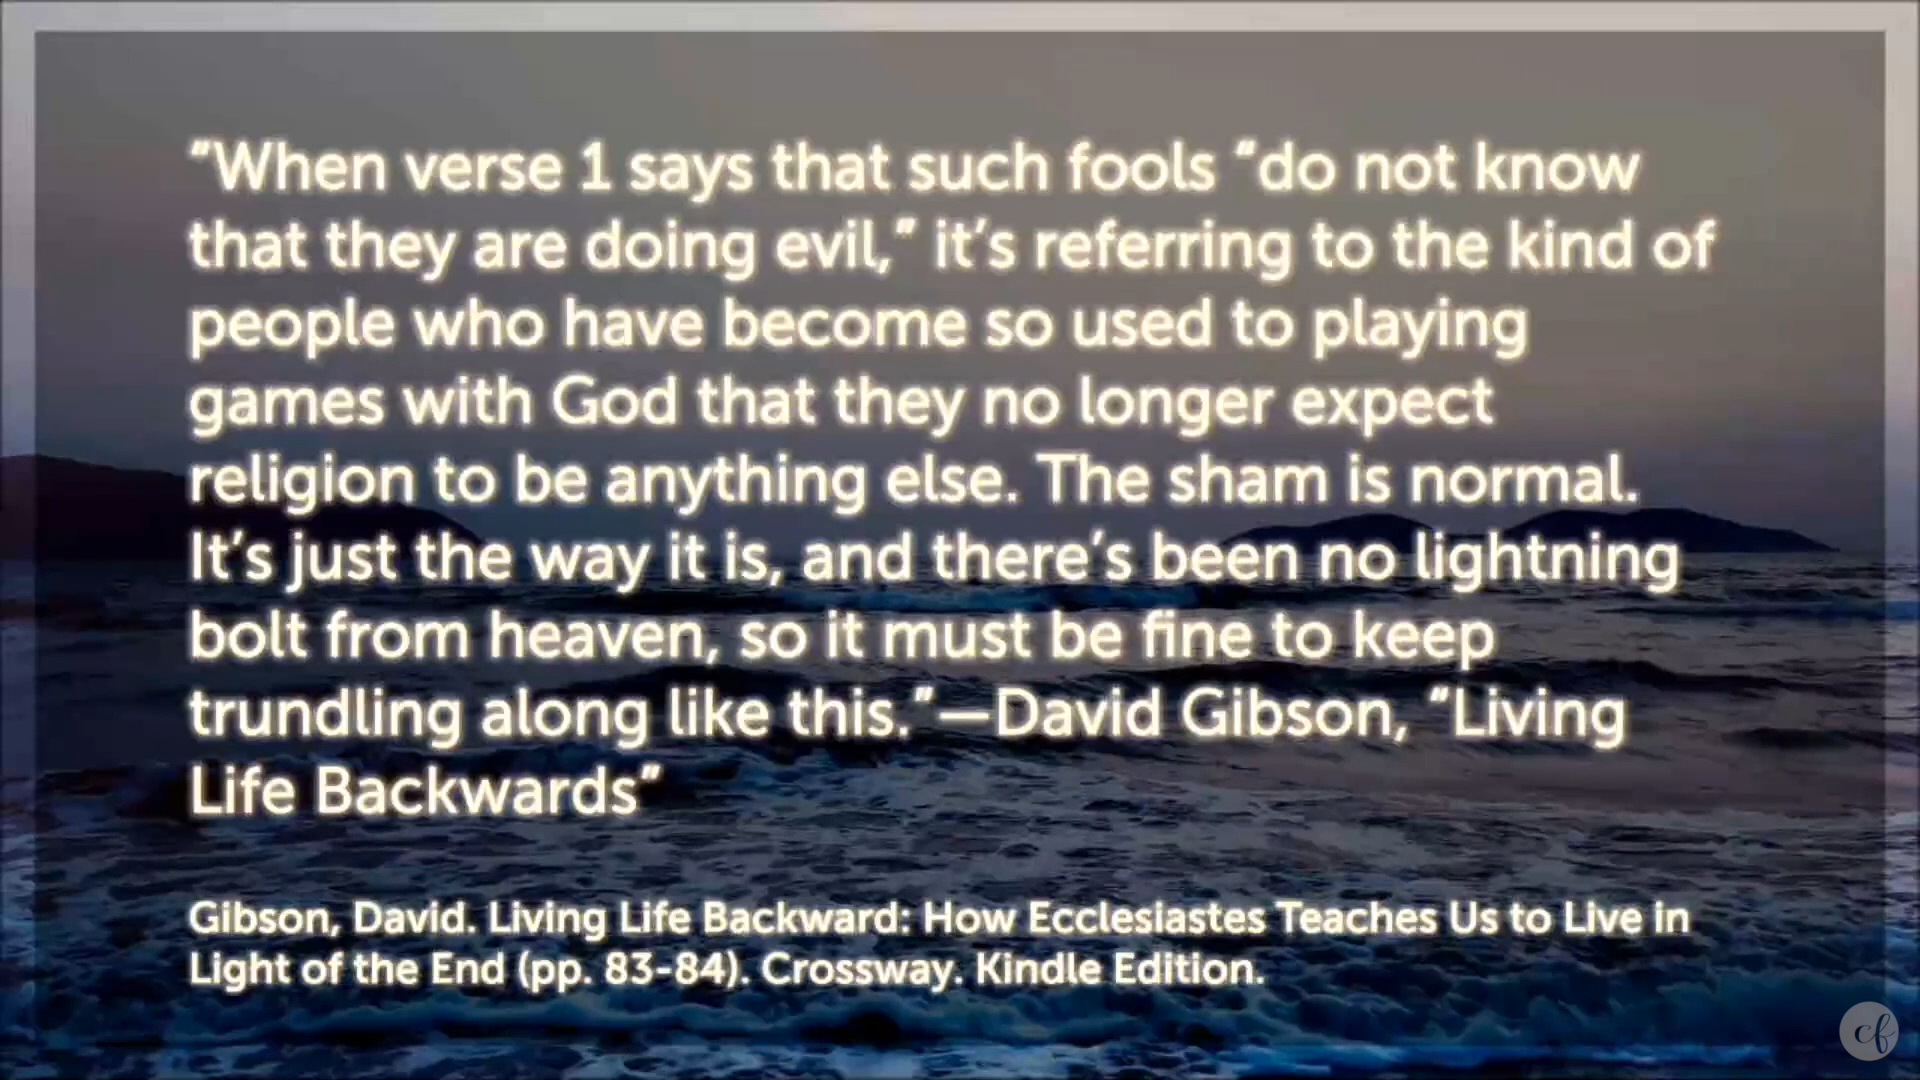 “When verse 1 says that such fools “do not know
that they are doing evil,” it’s referring to the kind of
people who have become so used to playing
games with God that they no longer expect
religion to be anything else. The sham is normal.
It’s just the way it is, and there’s been no lightning
bolt from heaven, so it must be fine to keep
trundling along like this.”—David Gibson, “Living
Life Backwards”
Gibson, David. Living Life Backward: How Ecclesiastes Teaches Us to Live in
Light of the End (pp. 83-84). Crossway. Kindle Edition.
cf